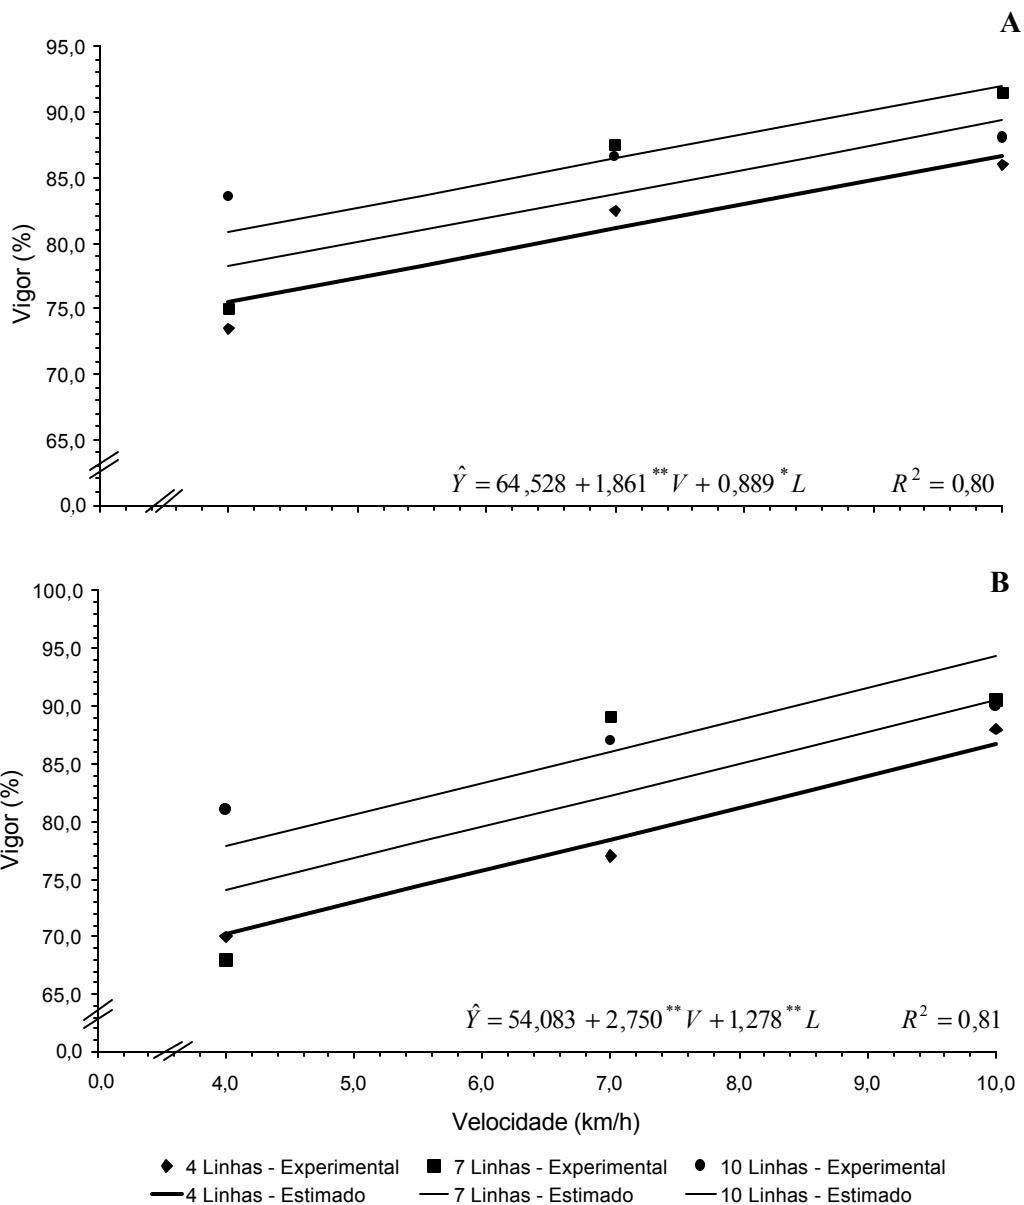 A
95,0
90,0
85,0
80,0
75,0
70,0
65,0
0,0
Vigor (%)
Ŷ = 64,528 + 1,861 ** V + 0,889 * L R² = 0,80
B
100,0
95,0
90,0
85,0
80,0
75,0
70,0
65,0
0,0
Vigor (%)
Ŷ = 54,083 + 2,750 ** V + 1,278 ** L R² = 0,81
0,0 4,0 5,0 6,0 7,0 8,0 9,0 10,0
Velocidade (km/h)
4 Linhas - Experimental 7 Linhas - Experimental 10 Linhas - Experimental
4 Linhas - Estimado 7 Linhas - Estimado 10 Linhas - Estimado